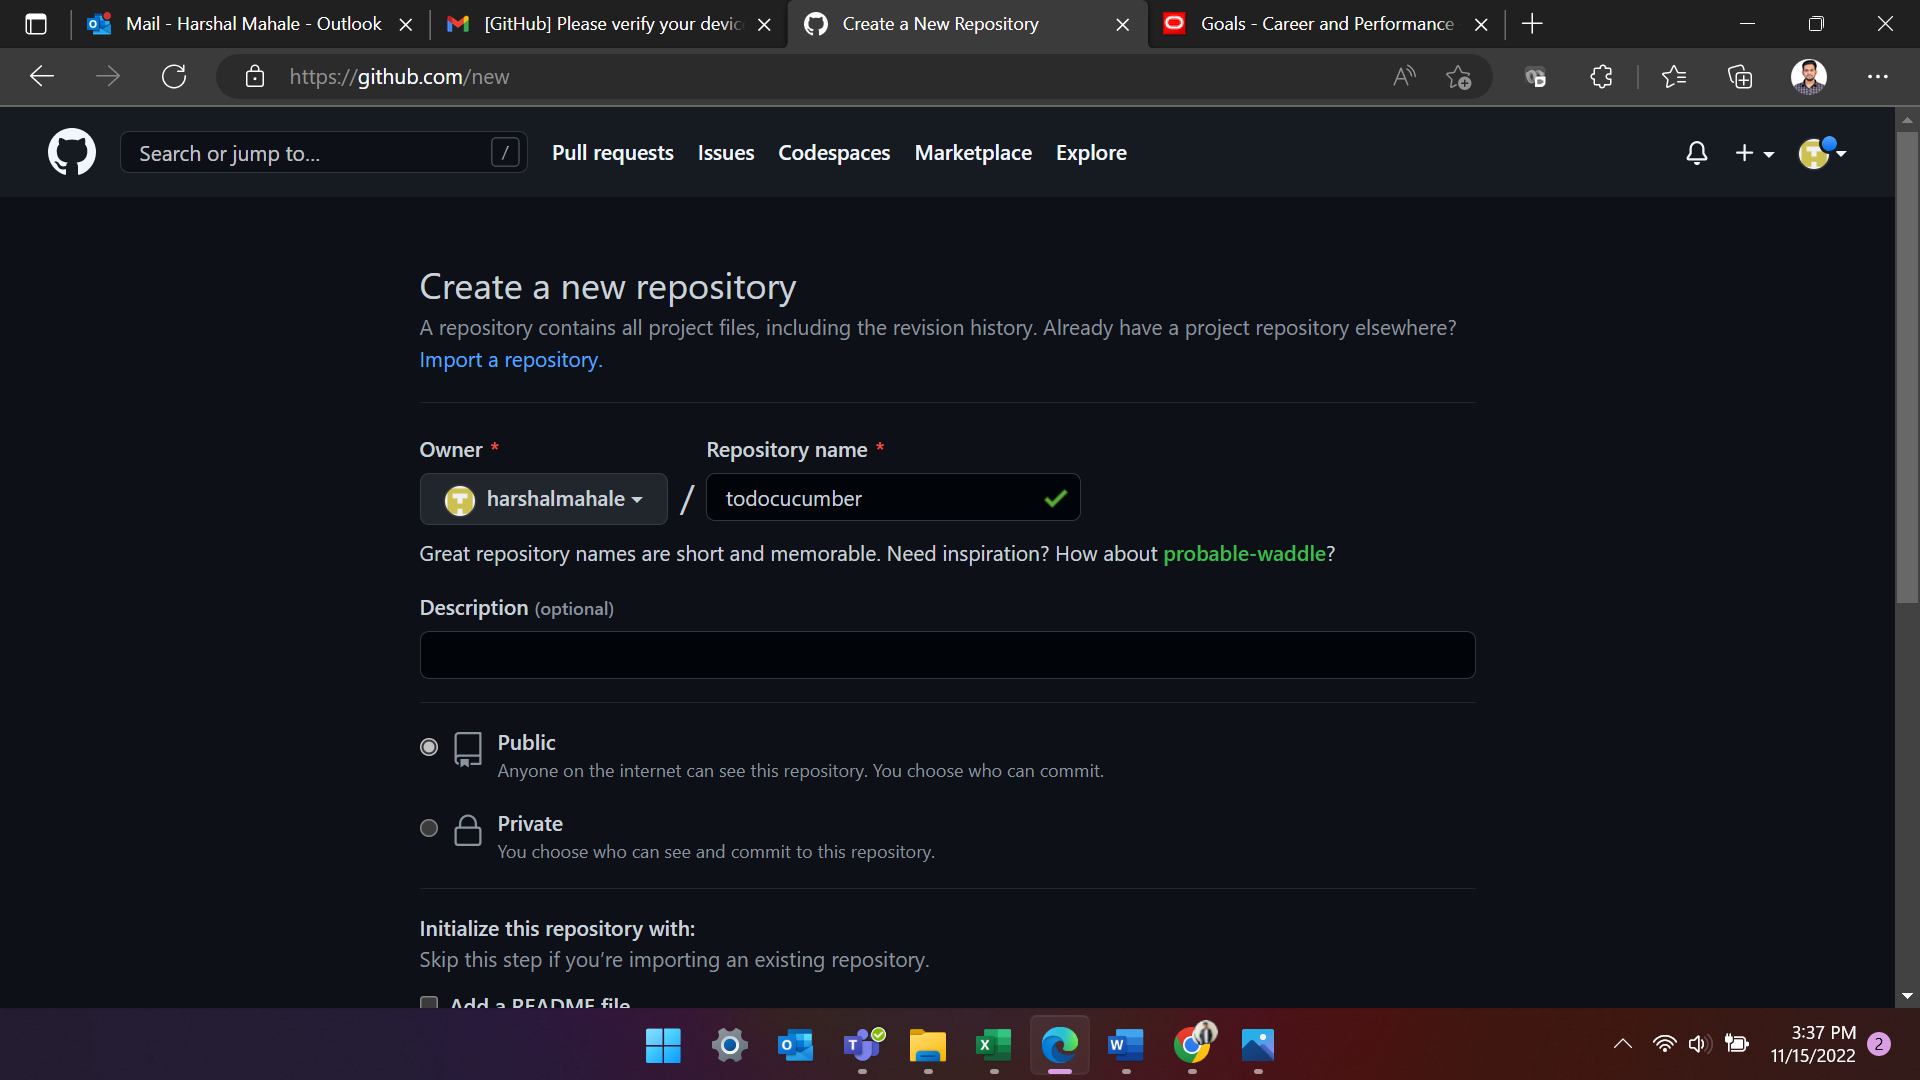 Mail - Harshal Mahale - Outlook
[GitHub] Please verify your devic
Create a New Repository
Goals - Career and Performance
https://github.com/new
Search or jump to...
/
Pull requests
Issues
Codespaces
Marketplace
Explore
Create a new repository
A repository contains all project files, including the revision history. Already have a project repository elsewhere?
Import a repository.
Owner *
Repository name *
harshalmahale
/
todocucumber
Great repository names are short and memorable. Need inspiration? How about probable-waddle?
Description (optional)
Public
Anyone on the internet can see this repository. You choose who can commit.
Private
You choose who can see and commit to this repository.
Initialize this repository with:
Skip this step if you’re importing an existing repository.
Add a README file
3:37 PM
11/15/2022
2